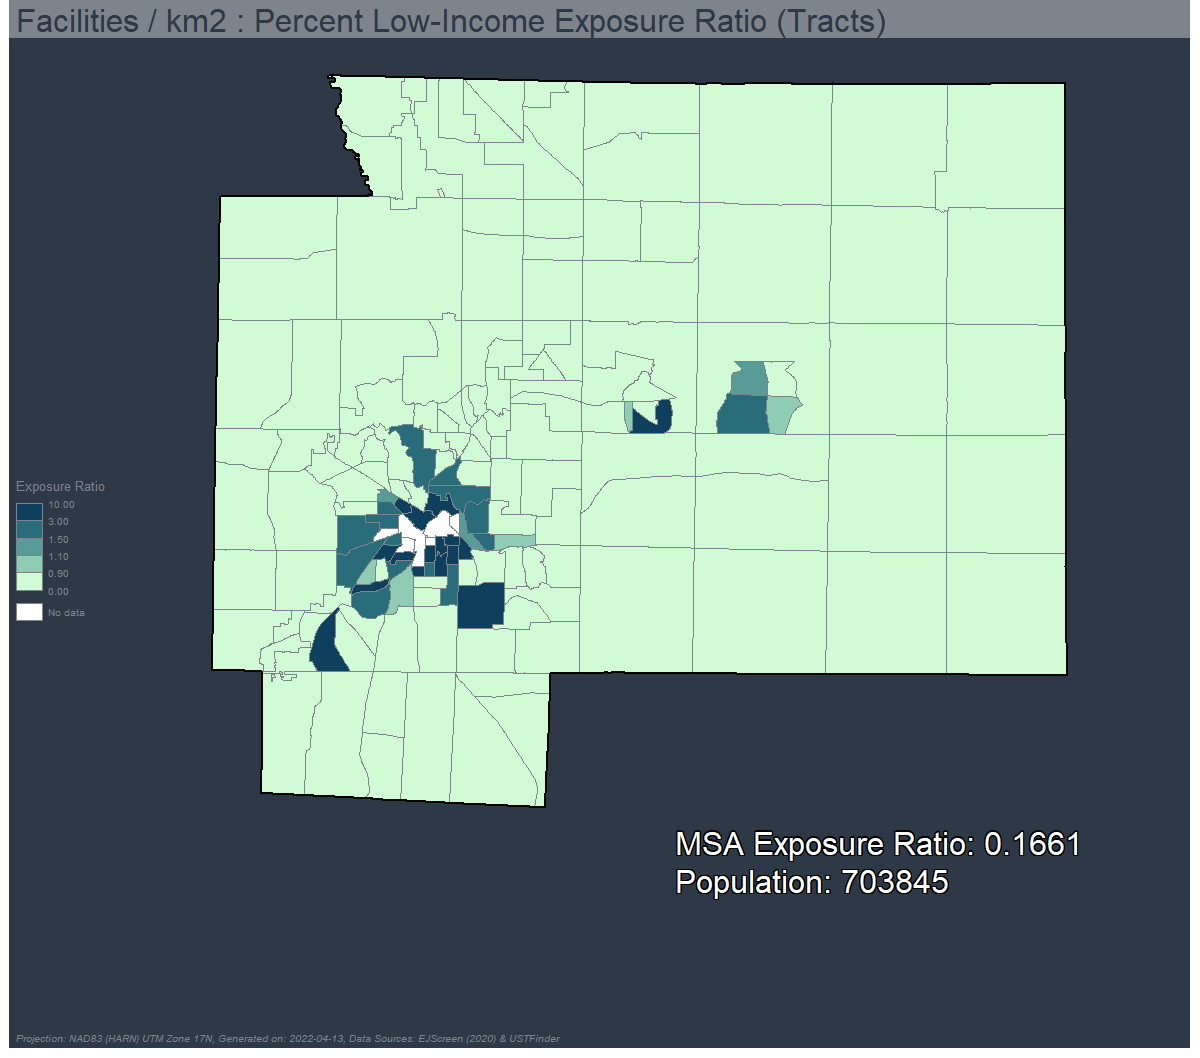 Facilities / km2 : Percent Low-Income Exposure Ratio (Tracts)
Exposure Ratio
10.00
3.00
1.50
1.10
0.90
0.00
No data
MSA Exposure Ratio: 0.1661
Population: 703845
Projection: NAD83 (HARN) UTM Zone 17N, Generated on: 2022-04-13, Data Sources: EJScreen (2020) & USTFinder